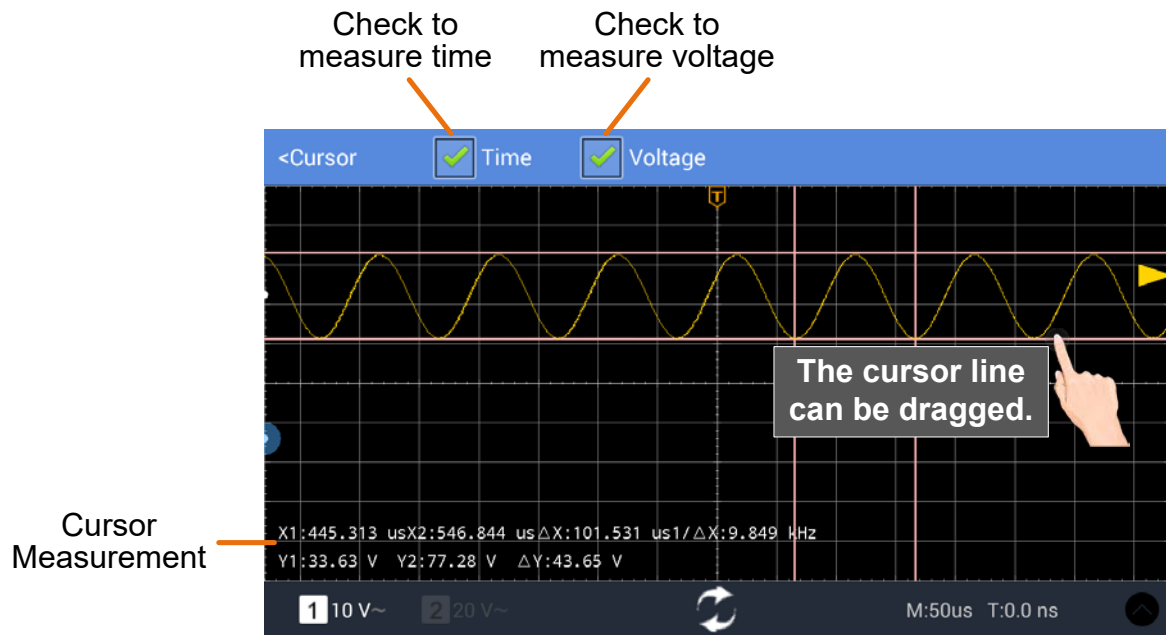 Check to
measure time
Check to
measure voltage
<Cursor
Time
Voltage
T
The cursor line
can be dragged.
Cursor
Measurement
X1:445.313 usX2:546.844 us△X:101.531 us1/△X:9.849 kHz
Y1:33.63 V Y2:77.28 V △Y:43.65 V
1 10 V~
2 20 V~
M:50us T:0.0 ns